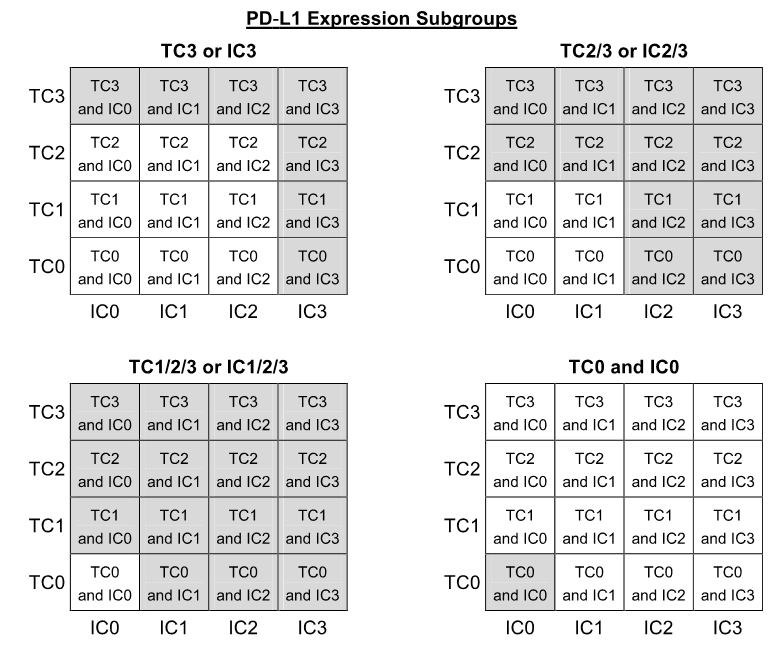 PD-L1 Expression Subgroups
TC3 or IC3
TC3 TC3 TC3 TC3 TC3
and IC0 and IC1 and IC2 and IC3
TC2 TC2 TC2 TC2 TC2
and IC0 and IC1 and IC2 and IC3
TC1 TC1 TC1 TC1 TC1
and IC0 and IC1 and IC2 and IC3
TC0 TC0 TC0 TC0 TC0
and IC0 and IC1 and IC2 and IC3
IC0 IC1 IC2 IC3
TC2/3 or IC2/3
TC3 TC3 TC3 TC3 TC3
and IC0 and IC1 and IC2 and IC3
TC2 TC2 TC2 TC2 TC2
and IC0 and IC1 and IC2 and IC3
TC1 TC1 TC1 TC1 TC1
and IC0 and IC1 and IC2 and IC3
TC0 TC0 TC0 TC0 TC0
and IC0 and IC1 and IC2 and IC3
IC0 IC1 IC2 IC3
TC1/2/3 or IC1/2/3
TC3 TC3 TC3 TC3 TC3
and IC0 and IC1 and IC2 and IC3
TC2 TC2 TC2 TC2 TC2
and IC0 and IC1 and IC2 and IC3
TC1 TC1 TC1 TC1 TC1
and IC0 and IC1 and IC2 and IC3
TC0 TC0 TC0 TC0 TC0
and IC0 and IC1 and IC2 and IC3
IC0 IC1 IC2 IC3
TC0 and IC0
TC3 TC3 TC3 TC3 TC3
and IC0 and IC1 and IC2 and IC3
TC2 TC2 TC2 TC2 TC2
and IC0 and IC1 and IC2 and IC3
TC1 TC1 TC1 TC1 TC1
and IC0 and IC1 and IC2 and IC3
TC0 TC0 TC0 TC0 TC0
and IC0 and IC1 and IC2 and IC3
IC0 IC1 IC2 IC3